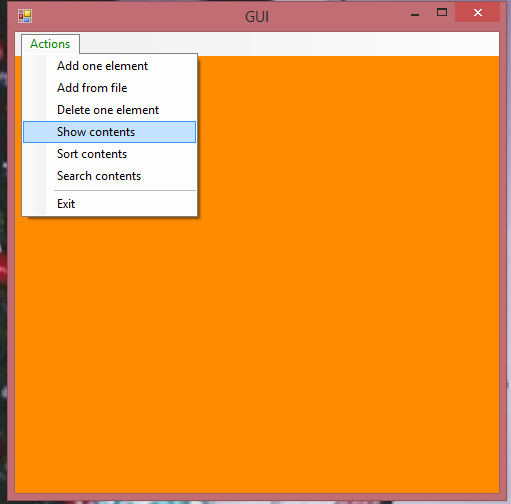 GUI
Actions
Add one element
Add from file
Delete one element
Show contents
Sort contents
Search contents
Exit